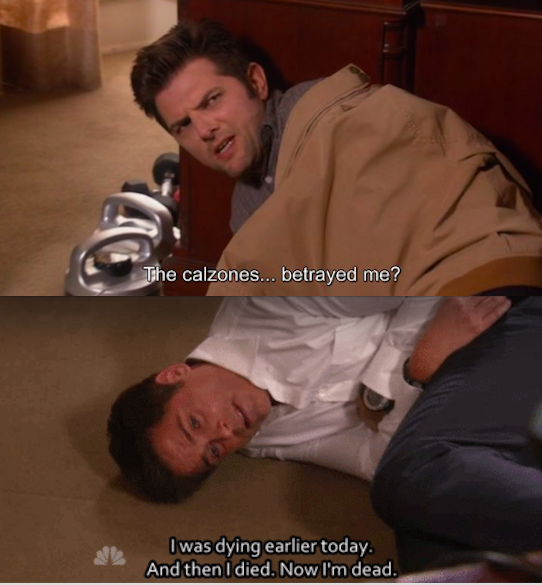 The calzones... betrayed me?
I was dying earlier today.
And then I died. Now I'm dead.